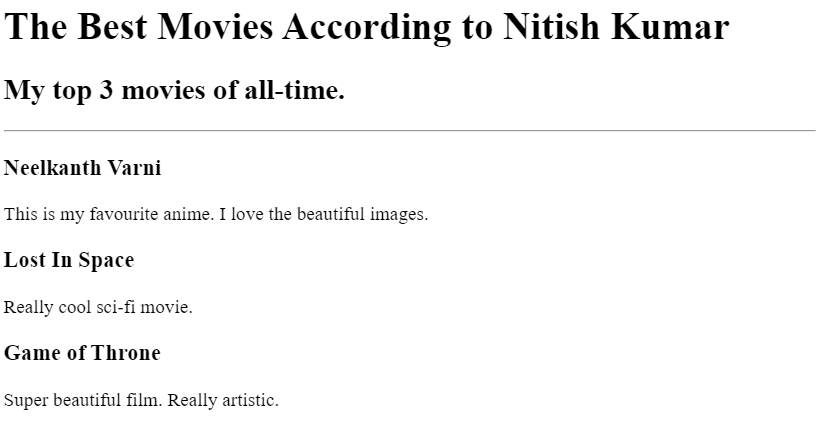 The Best Movies According to Nitish Kumar
My top 3 movies of all-time.
Neelkanth Varni
This is my favourite anime. I love the beautiful images.
Lost In Space
Really cool sci-fi movie.
Game of Throne
Super beautiful film. Really artistic.